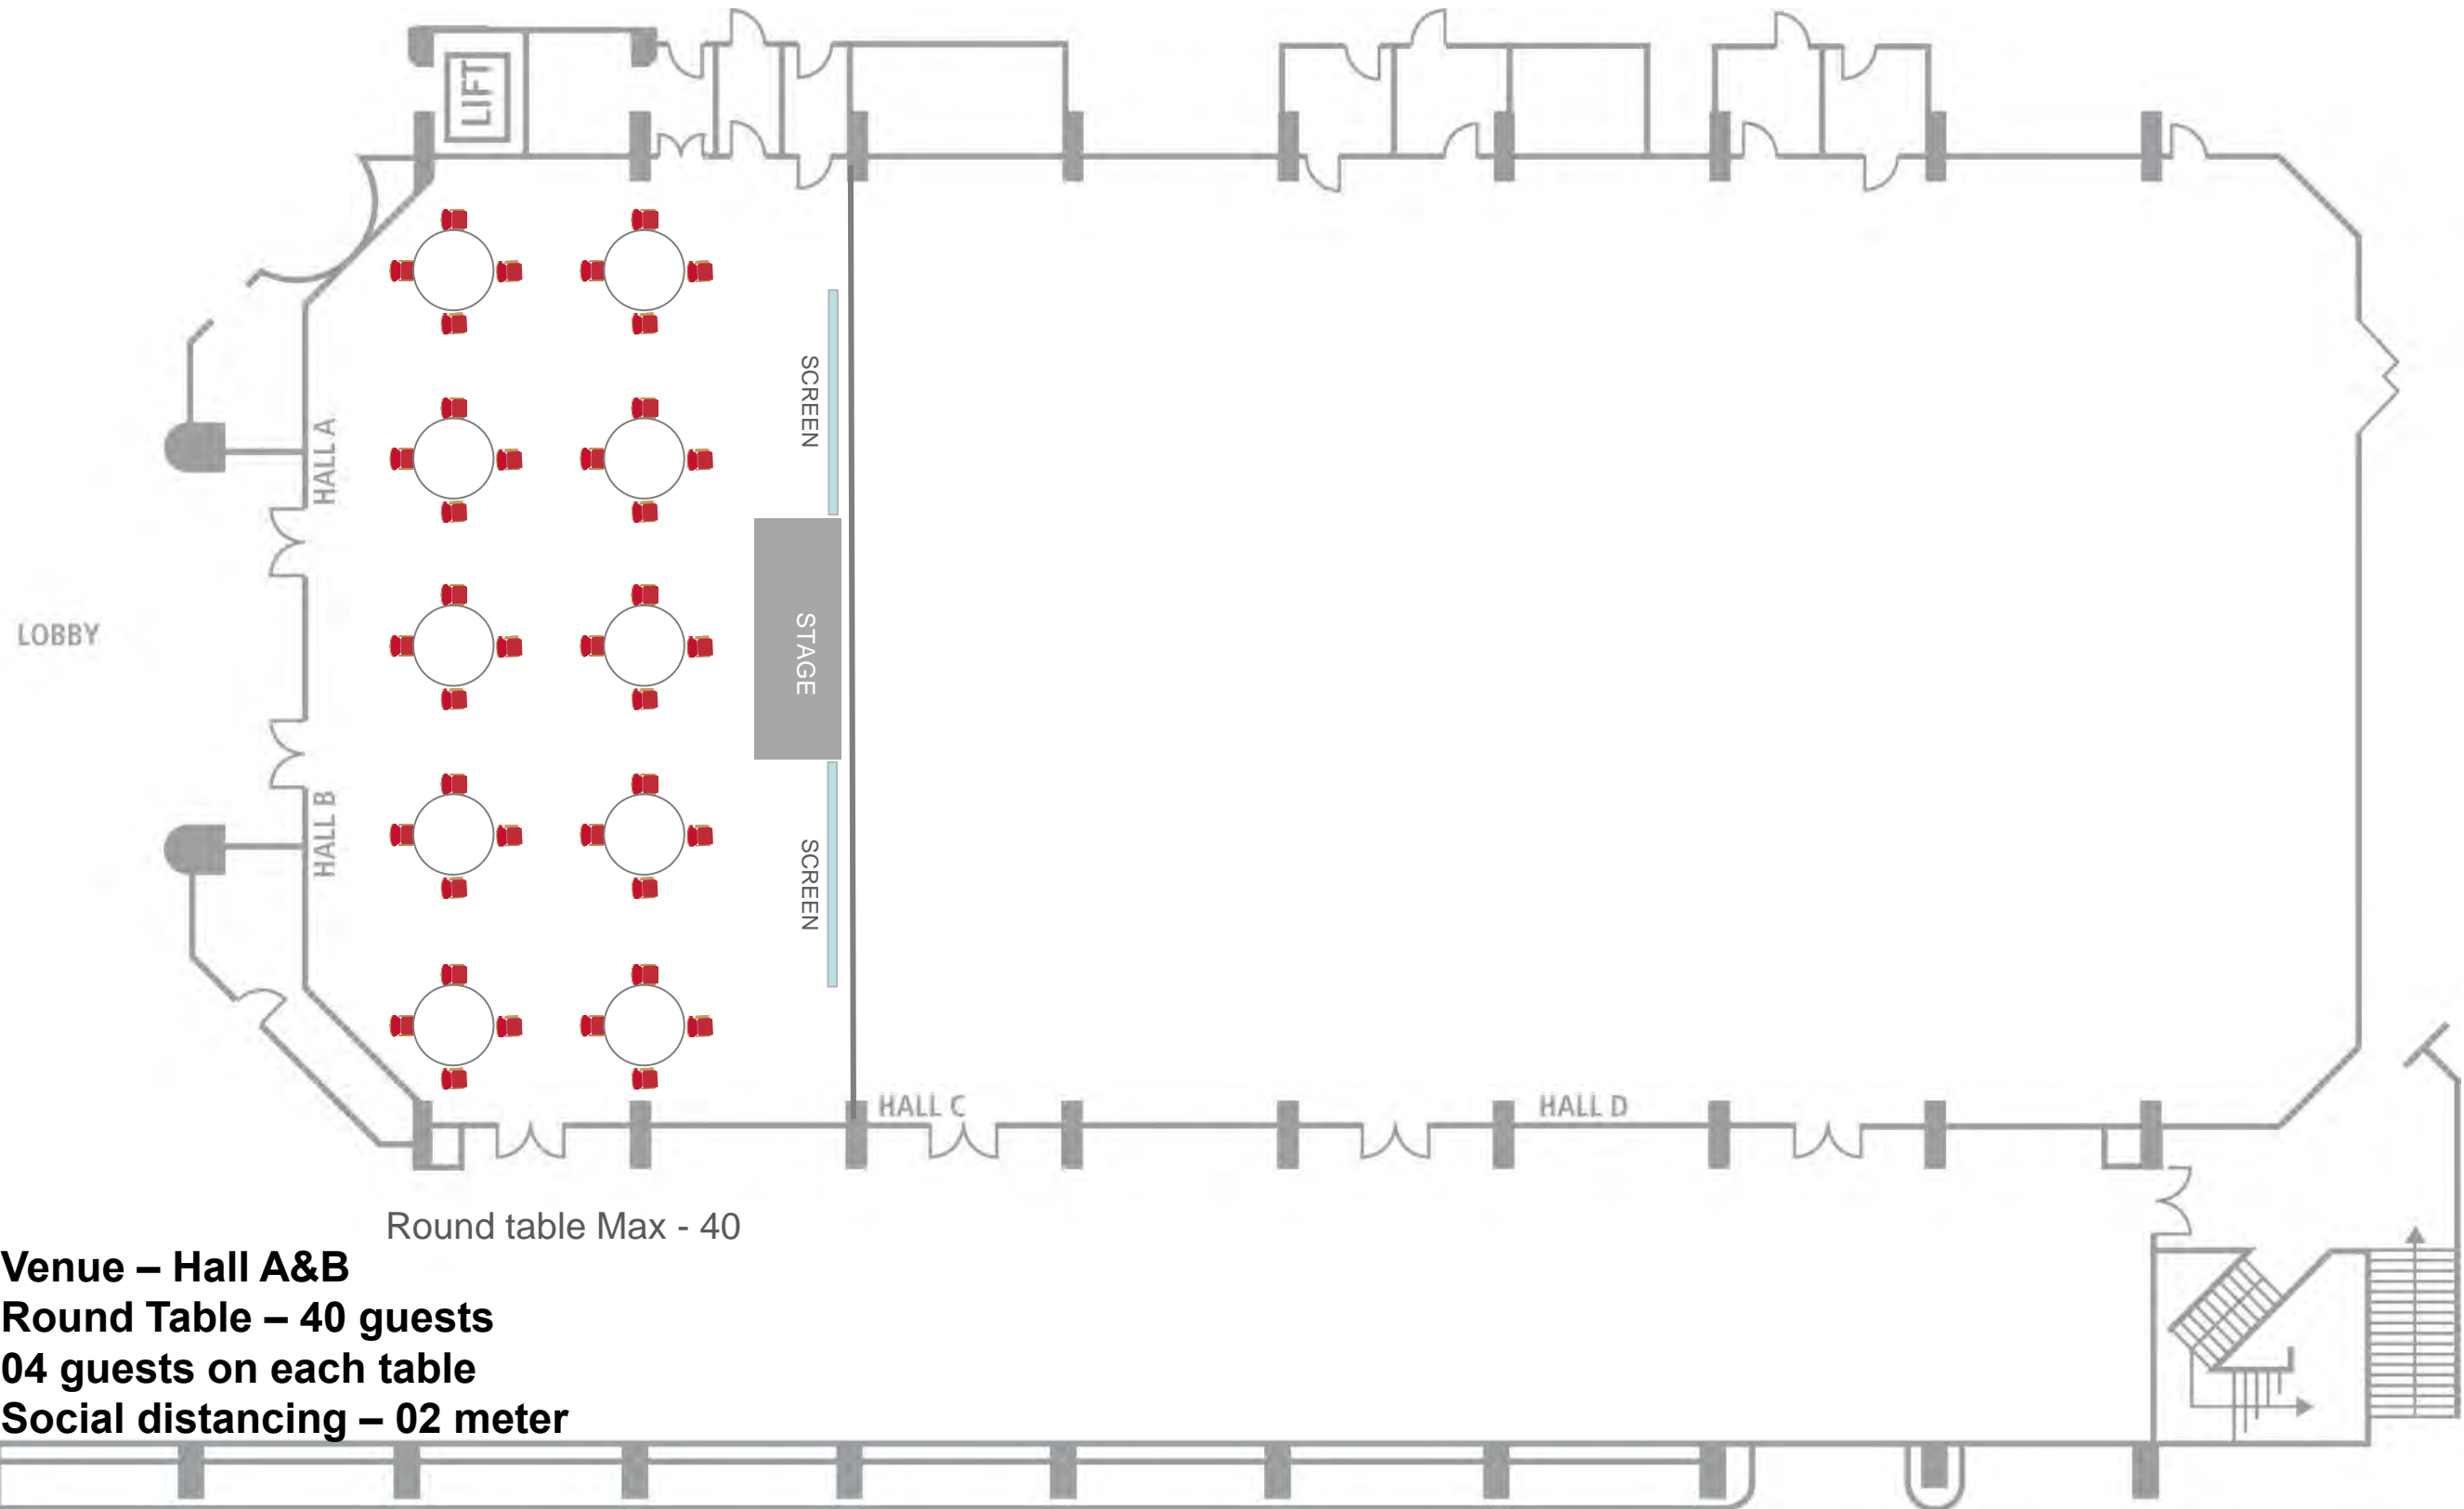 LIFT
SCREEN
HALL A
STAGE
LOBBY
HALL B
SCREEN
HALL C
HALL D
Round table Max - 40
Venue – Hall A&B
Round Table – 40 guests
04 guests on each table
Social distancing – 02 meter